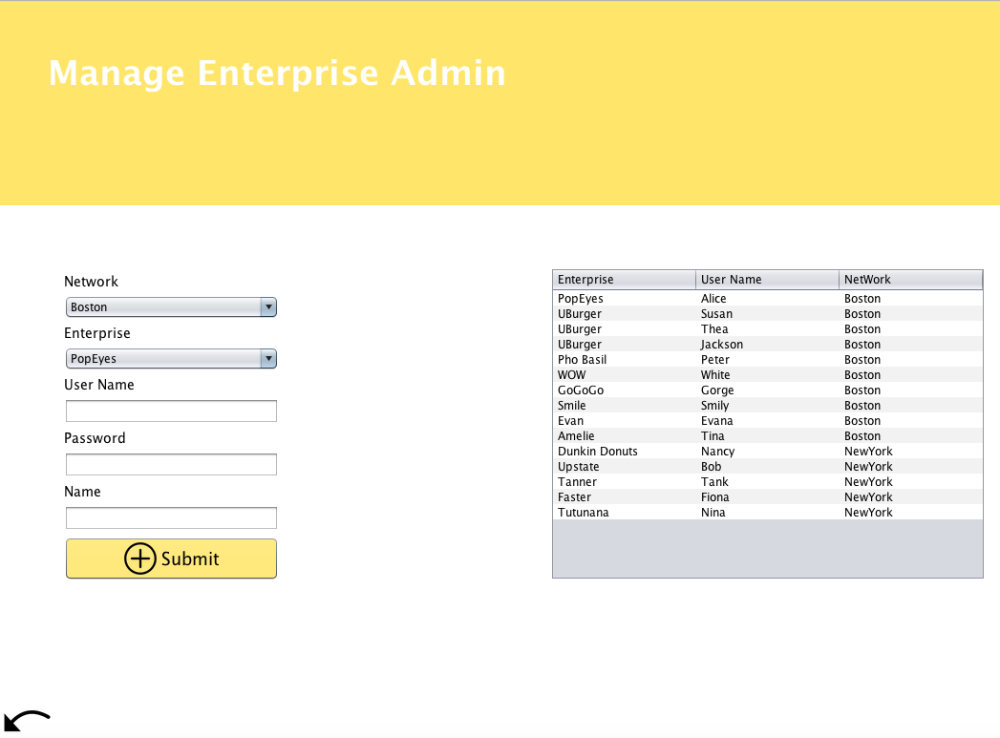 Manage Enterprise Admin
Network
Boston
Enterprise
PopEyes
User Name
Password
Name
Submit
Enterprise User Name NetWork
PopEyes Alice Boston
UBurger Susan Boston
UBurger Thea Boston
UBurger Jackson Boston
Pho Basil Peter Boston
WOW White Boston
GoGoGo Gorge Boston
Smile Smily Boston
Evan Evana Boston
Amelie Tina Boston
Dunkin Donuts Nancy NewYork
Upstate Bob NewYork
Tanner Tank NewYork
Faster Fiona NewYork
Tutunana Nina NewYork